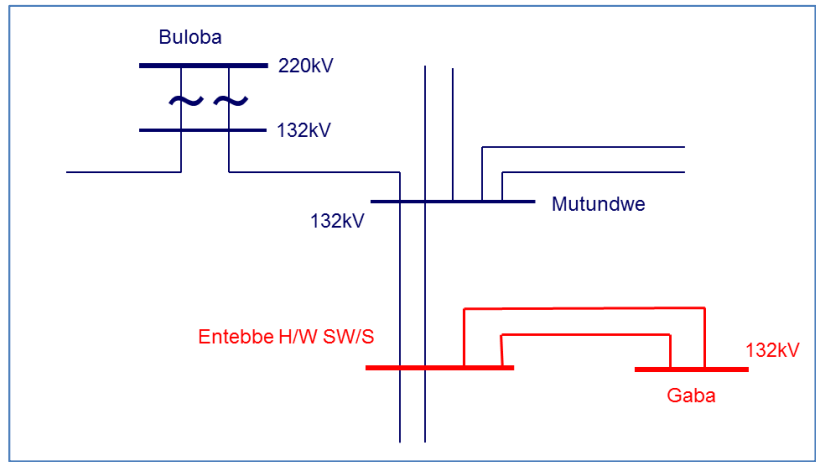 Buloba
220kV
132kV
Mutundwe
132kV
Entebbe H/W SW/S
132kV
Gaba